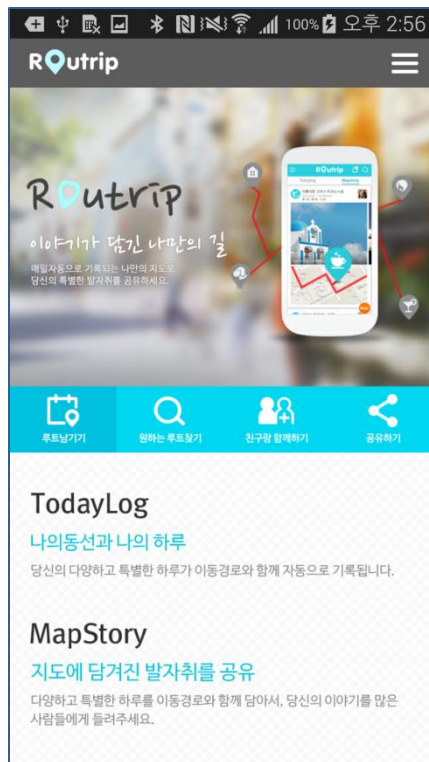 100% 오후 2:56
ROutrip
ROutrip
이야기가 담긴 나만의 길
매일자동으로 기록되는 나만의 지도로
당신의 특별한 발자취를 공유하세요.
ROutrip
Mapstory
루트남기기
원하는 루트찾기
친구랑 함께하기
공유하기
TodayLog
나의동선과 나의 하루
당신의 다양하고 특별한 하루가 이동경로와 함께 자동으로 기록됩니다.
MapStory
지도에 담겨진 발자취를 공유
다양하고 특별한 하루를 이동경로와 함께 담아서, 당신의 이야기를 많은
사람들에게 들려주세요.